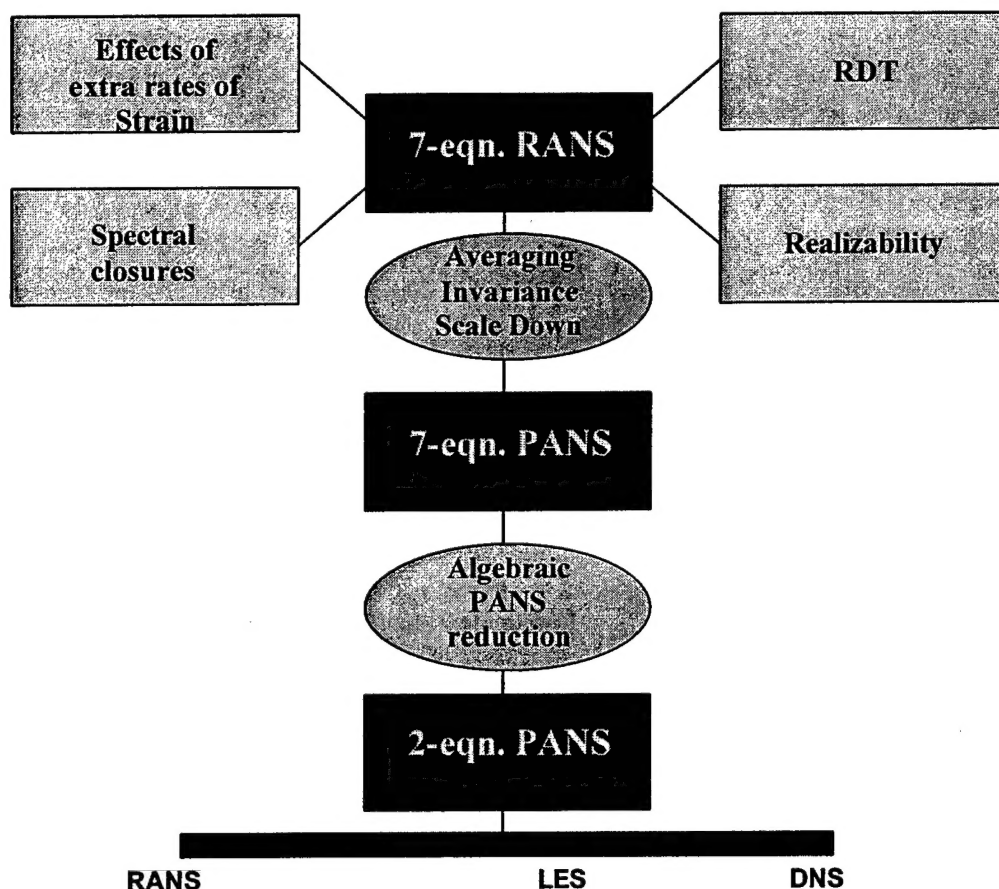 Effects of
extra rates of
Strain
RDT
7-eqn. RANS
Spectral
closures
Realizability
Averaging
Invariance
Scale Down
7-eqn. PANS
Algebraic
PANS
reduction
2-eqn. PANS
RANS
LES
DNS